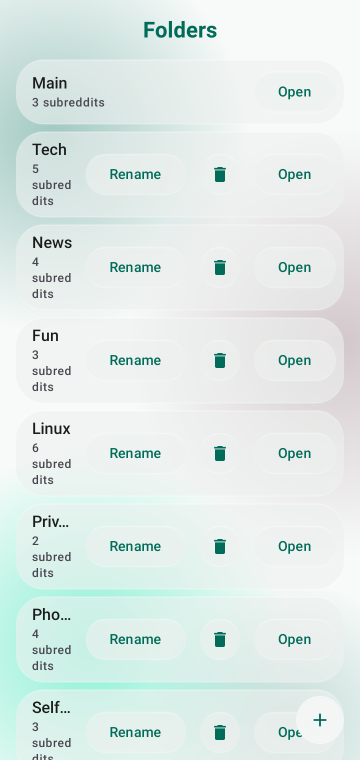 Folders
Main
3 subreddits
Open
Tech
5
subred
dits
Rename
Open
News
4
subred
dits
Rename
Open
Fun
3
subred
dits
Rename
Open
Linux
6
subred
dits
Rename
Open
Priv…
2
subred
dits
Rename
Open
Pho…
4
subred
dits
Rename
Open
Self…
3
subred
dits
Rename
Ope
+